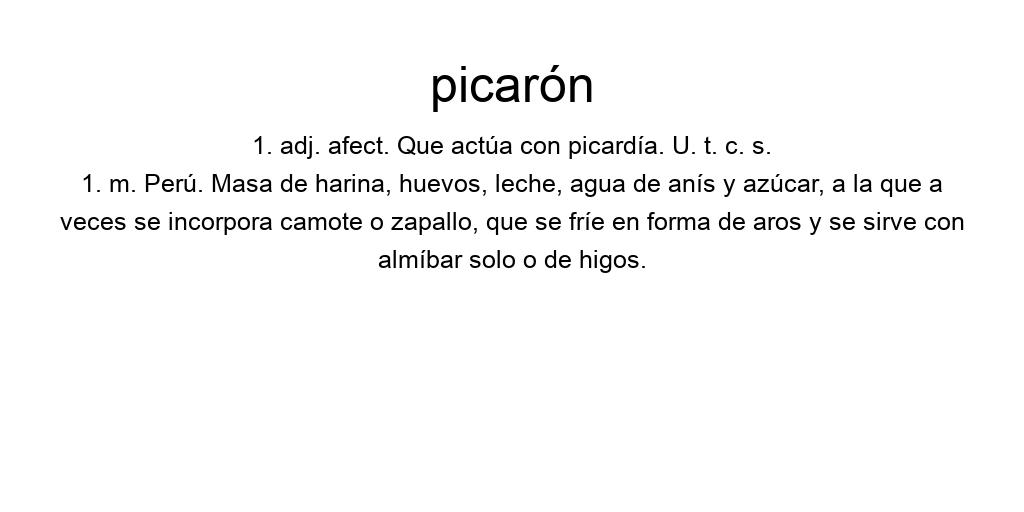 picarón
1. adj. afect. Que actúa con picardía. U. t. c. s.
1. m. Perú. Masa de harina, huevos, leche, agua de anís y azúcar, a la que a
veces se incorpora camote o zapallo, que se fríe en forma de aros y se sirve con
almíbar solo o de higos.